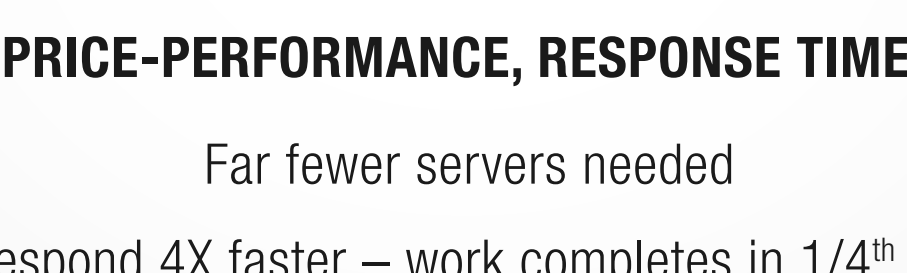 PRICE-PERFORMANCE, RESPONSE TIME
Far fewer servers needed
espond 4X faster – work completes in 1/4th